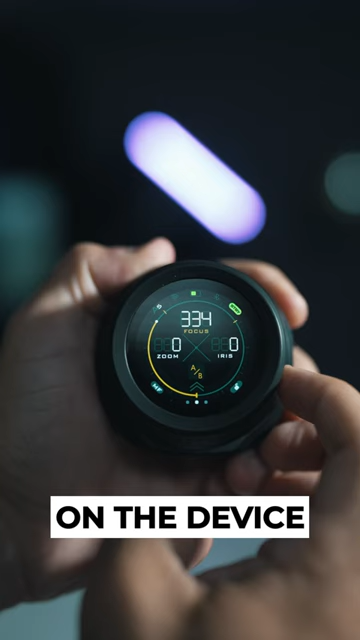 334
FOCUS
0 0
ZOOM IRIS
A/B
MF
ON THE DEVICE